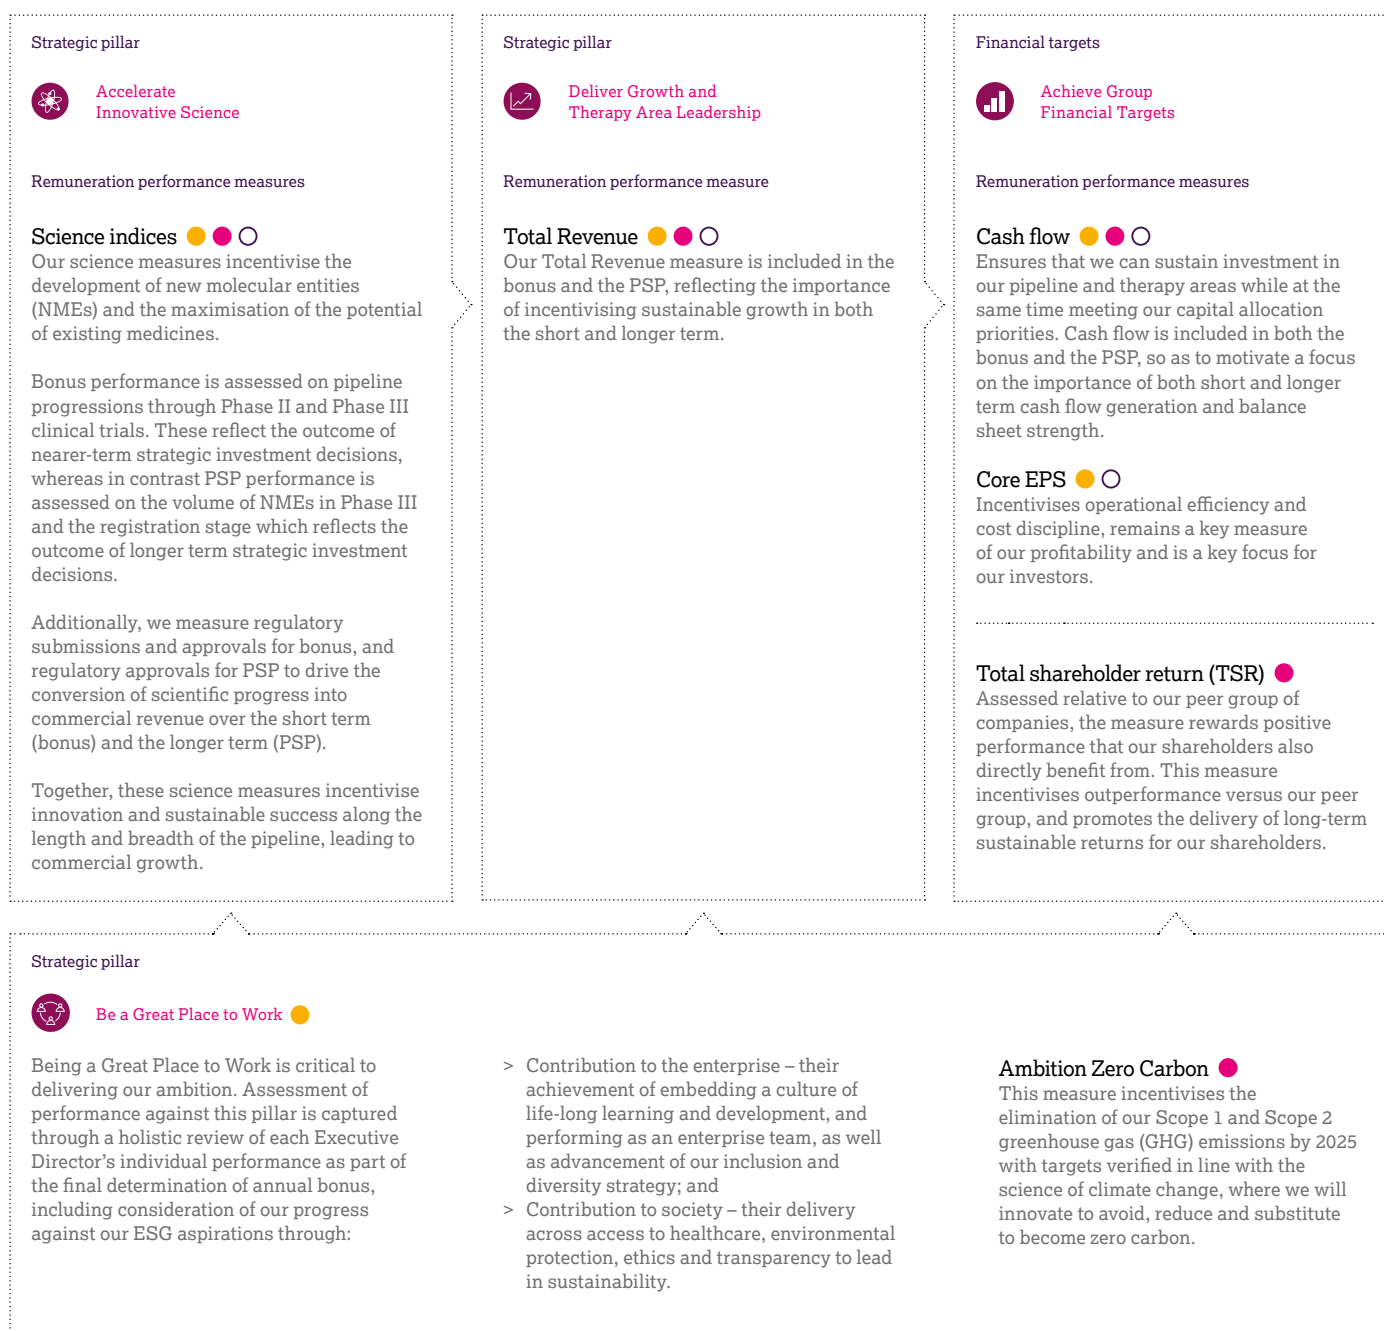 Strategic pillar
Accelerate
Innovative Science
Remuneration performance measures
Science indices
Our science measures incentivise the
development of new molecular entities
(NMEs) and the maximisation of the potential
of existing medicines.
Bonus performance is assessed on pipeline
progressions through Phase II and Phase III
clinical trials. These reflect the outcome of
nearer-term strategic investment decisions,
whereas in contrast PSP performance is
assessed on the volume of NMEs in Phase III
and the registration stage which reflects the
outcome of longer term strategic investment
decisions.
Additionally, we measure regulatory
submissions and approvals for bonus, and
regulatory approvals for PSP to drive the
conversion of scientific progress into
commercial revenue over the short term
(bonus) and the longer term (PSP).
Together, these science measures incentivise
innovation and sustainable success along the
length and breadth of the pipeline, leading to
commercial growth.
Strategic pillar
Deliver Growth and
Therapy Area Leadership
Remuneration performance measure
Total Revenue
Our Total Revenue measure is included in the
bonus and the PSP, reflecting the importance
of incentivising sustainable growth in both
the short and longer term.
Financial targets
Achieve Group
Financial Targets
Remuneration performance measures
Cash flow
Ensures that we can sustain investment in
our pipeline and therapy areas while at the
same time meeting our capital allocation
priorities. Cash flow is included in both the
bonus and the PSP, so as to motivate a focus
on the importance of both short and longer
term cash flow generation and balance
sheet strength.
Core EPS
Incentivises operational efficiency and
cost discipline, remains a key measure
of our profitability and is a key focus for
our investors.
Total shareholder return (TSR)
Assessed relative to our peer group of
companies, the measure rewards positive
performance that our shareholders also
directly benefit from. This measure
incentivises outperformance versus our peer
group, and promotes the delivery of long-term
sustainable returns for our shareholders.
Strategic pillar
Be a Great Place to Work
Being a Great Place to Work is critical to
delivering our ambition. Assessment of
performance against this pillar is captured
through a holistic review of each Executive
Director's individual performance as part of
the final determination of annual bonus,
including consideration of our progress
against our ESG aspirations through:
> Contribution to the enterprise – their
achievement of embedding a culture of
life-long learning and development, and
performing as an enterprise team, as well
as advancement of our inclusion and
diversity strategy; and
> Contribution to society – their delivery
across access to healthcare, environmental
protection, ethics and transparency to lead
in sustainability.
Ambition Zero Carbon
This measure incentivises the
elimination of our Scope 1 and Scope 2
greenhouse gas (GHG) emissions by 2025
with targets verified in line with the
science of climate change, where we will
innovate to avoid, reduce and substitute
to become zero carbon.